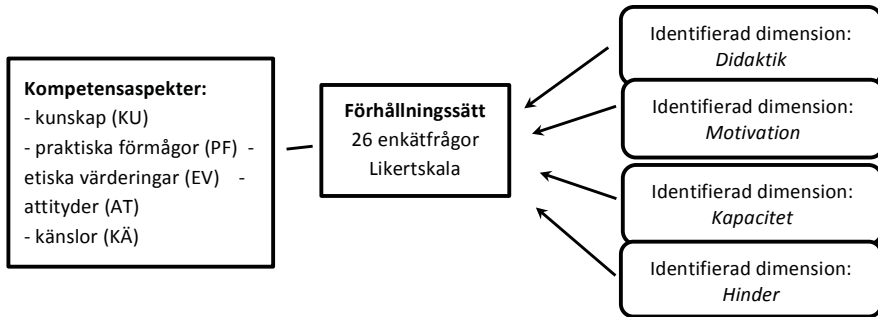 Kompetensaspekter:
- kunskap (KU)
- praktiska förmågor (PF)  -
etiska värderingar (EV)    -
attityder (AT)
- känslor (KÄ)
Förhållningssätt
26 enkätfrågor
Likertskala
Identifierad dimension:
Didaktik
Identifierad dimension:
Motivation
Identifierad dimension:
Kapacitet
Identifierad dimension:
Hinder